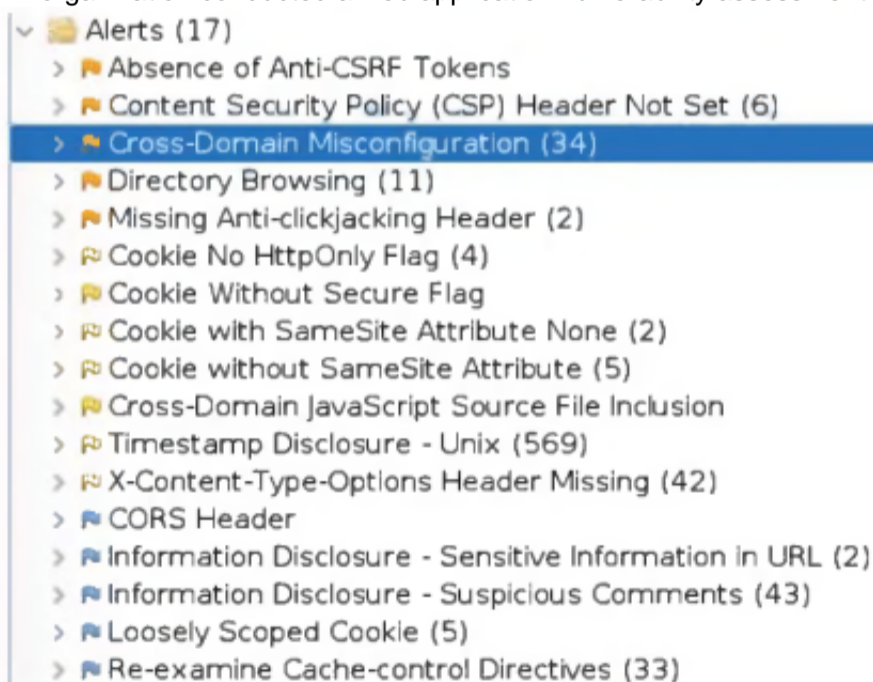 Alerts (17)
Absence of Anti-CSRF Tokens
Content Security Policy (CSP) Header Not Set (6)
Cross-Domain Misconfiguration (34)
Directory Browsing (11)
Missing Anti-clickjacking Header (2)
Cookie No HttpOnly Flag (4)
Cookie Without Secure Flag
Cookie with SameSite Attribute None (2)
Cookie without SameSite Attribute (5)
Cross-Domain JavaScript Source File Inclusion
Timestamp Disclosure - Unix (569)
X-Content-Type-Options Header Missing (42)
CORS Header
Information Disclosure - Sensitive Information in URL (2)
Information Disclosure - Suspicious Comments (43)
Loosely Scoped Cookie (5)
Re-examine Cache-control Directives (33)